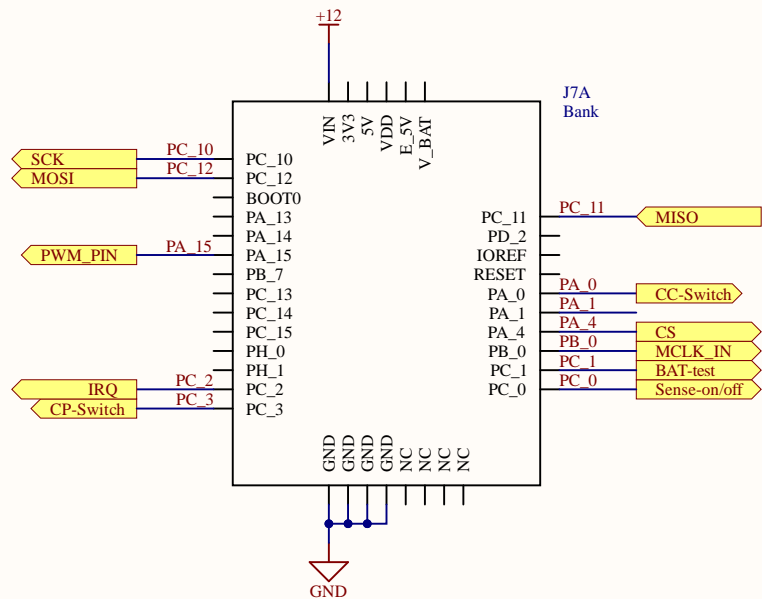 +12
J7A
Bank
VIN
3V3
5V
VDD
E_5V
V_BAT
SCK PC_10 PC_10
MOSI PC_12 PC_12
BOOT0
PA_13
PA_14
PWM_PIN PA_15 PA_15
PB_7
PC_13
PC_14
PC_15
PH_0
PH_1
IRQ PC_2 PC_2
CP-Switch PC_3 PC_3
PC_11 PC_11 MISO
PD_2
IOREF
RESET
PA_0 PA_0 CC-Switch
PA_1 PA_1
PA_4 PA_4 CS
PB_0 PB_0 MCLK_IN
PC_1 PC_1 BAT-test
PC_0 PC_0 Sense-on/off
GND
GND
GND
GND
NC
NC
NC
NC
GND